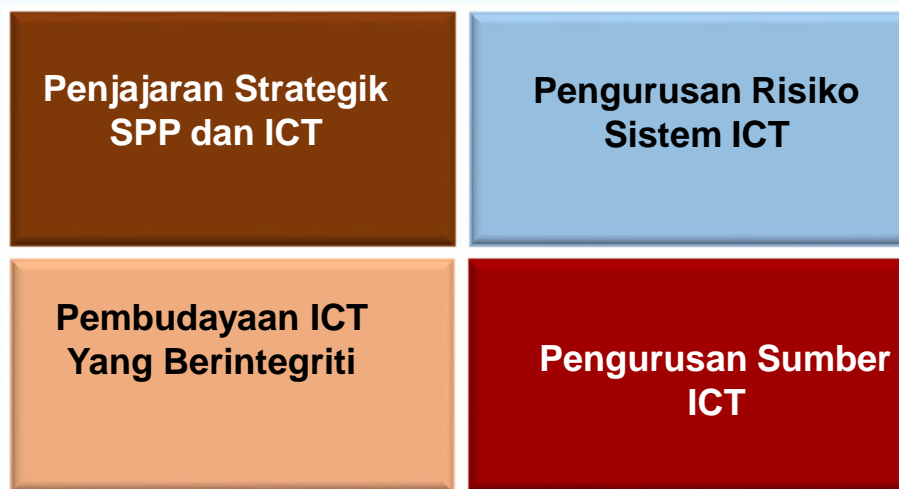 Penjajaran Strategik
SPP dan ICT
Pengurusan Risiko
Sistem ICT
Pembudayaan ICT
Yang Berintegriti
Pengurusan Sumber
ICT